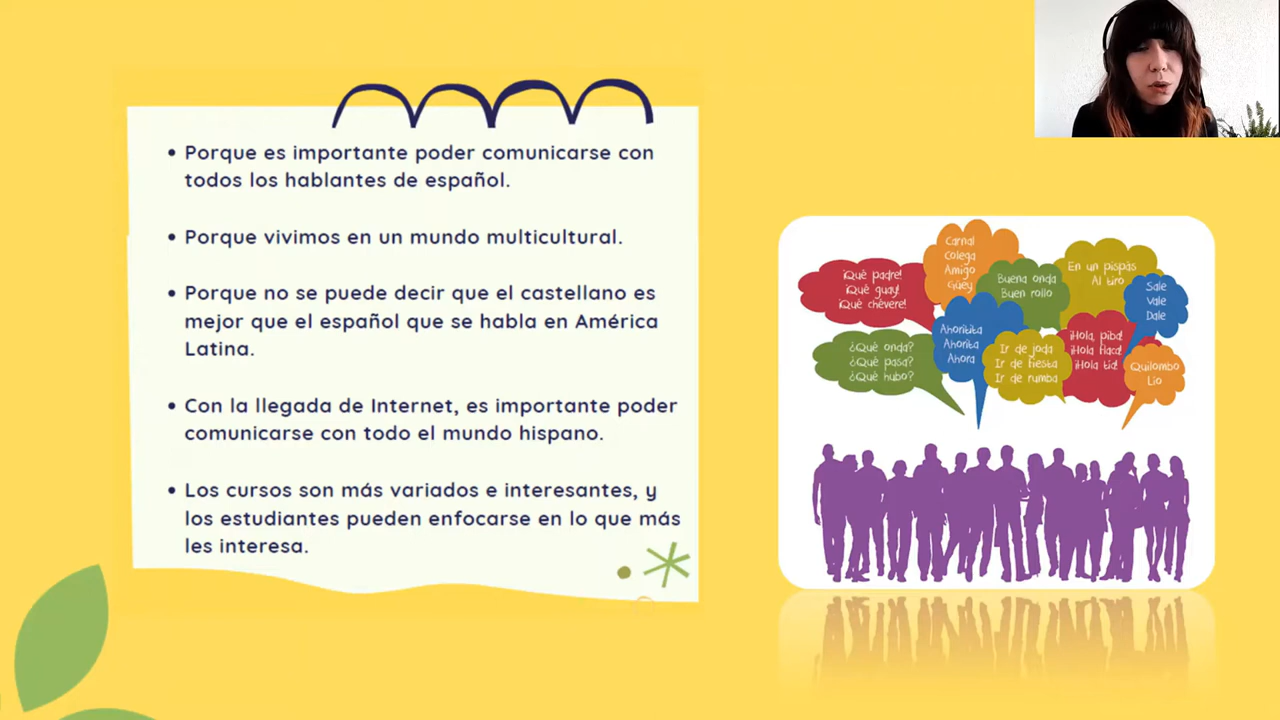 • Porque es importante poder comunicarse con
todos los hablantes de español.
• Porque vivimos en un mundo multicultural.
• Porque no se puede decir que el castellano es
mejor que el español que se habla en América
Latina.
• Con la llegada de Internet, es importante poder
comunicarse con todo el mundo hispano.
• Los cursos son más variados e interesantes, y
los estudiantes pueden enfocarse en lo que más
les interesa.
¡Qué padre!
¡Qué guay!
¡Qué chévere!
Carnal
Colega
Amigo
Güey
Buena onda
Buen rollo
En un pispás
Al tiro
Sale
Vale
Dale
¿Qué onda?
¿Qué pasa?
¿Qué hubo?
Ahoritita
Ahorita
Ahora
Ir de joda
Ir de fiesta
Ir de rumba
¡Hola, piba!
¡Hola flaca!
¡Hola tía!
Quilombo
Lío